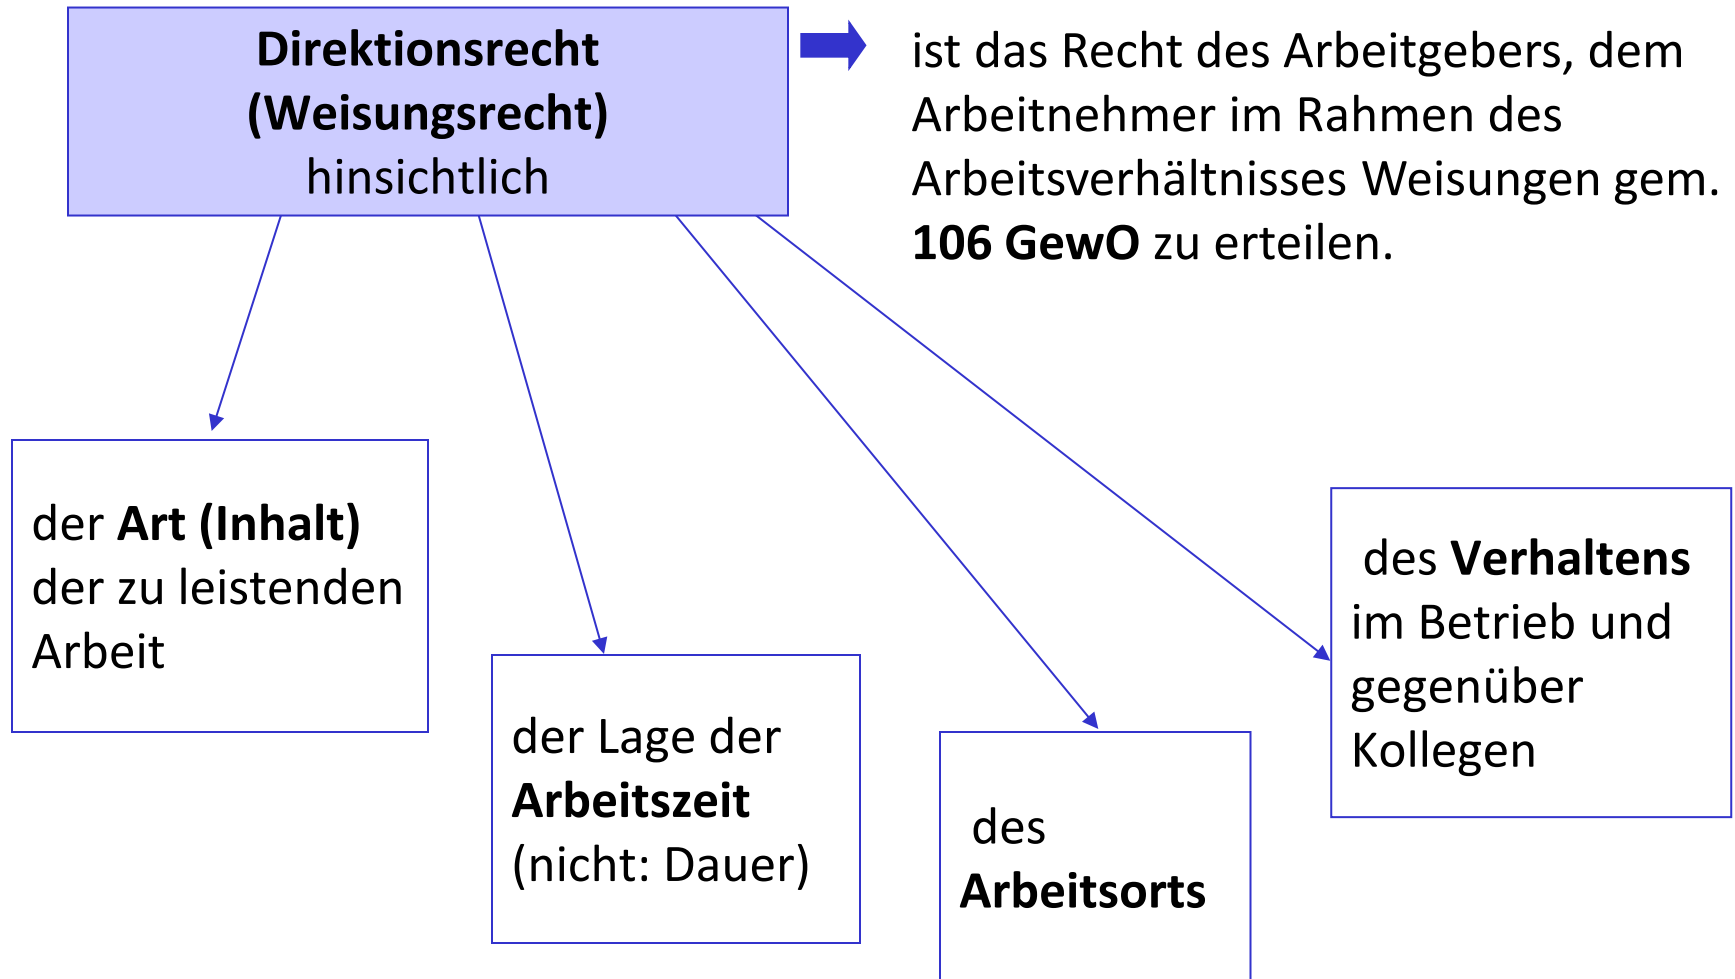 Direktionsrecht
(Weisungsrecht)
hinsichtlich
ist das Recht des Arbeitgebers, dem
Arbeitnehmer im Rahmen des
Arbeitsverhältnisses Weisungen gem.
106 GewO zu erteilen.
der Art (Inhalt)
der zu leistenden
Arbeit
der Lage der
Arbeitszeit
(nicht: Dauer)
des
Arbeitsorts
des Verhaltens
im Betrieb und
gegenüber
Kollegen